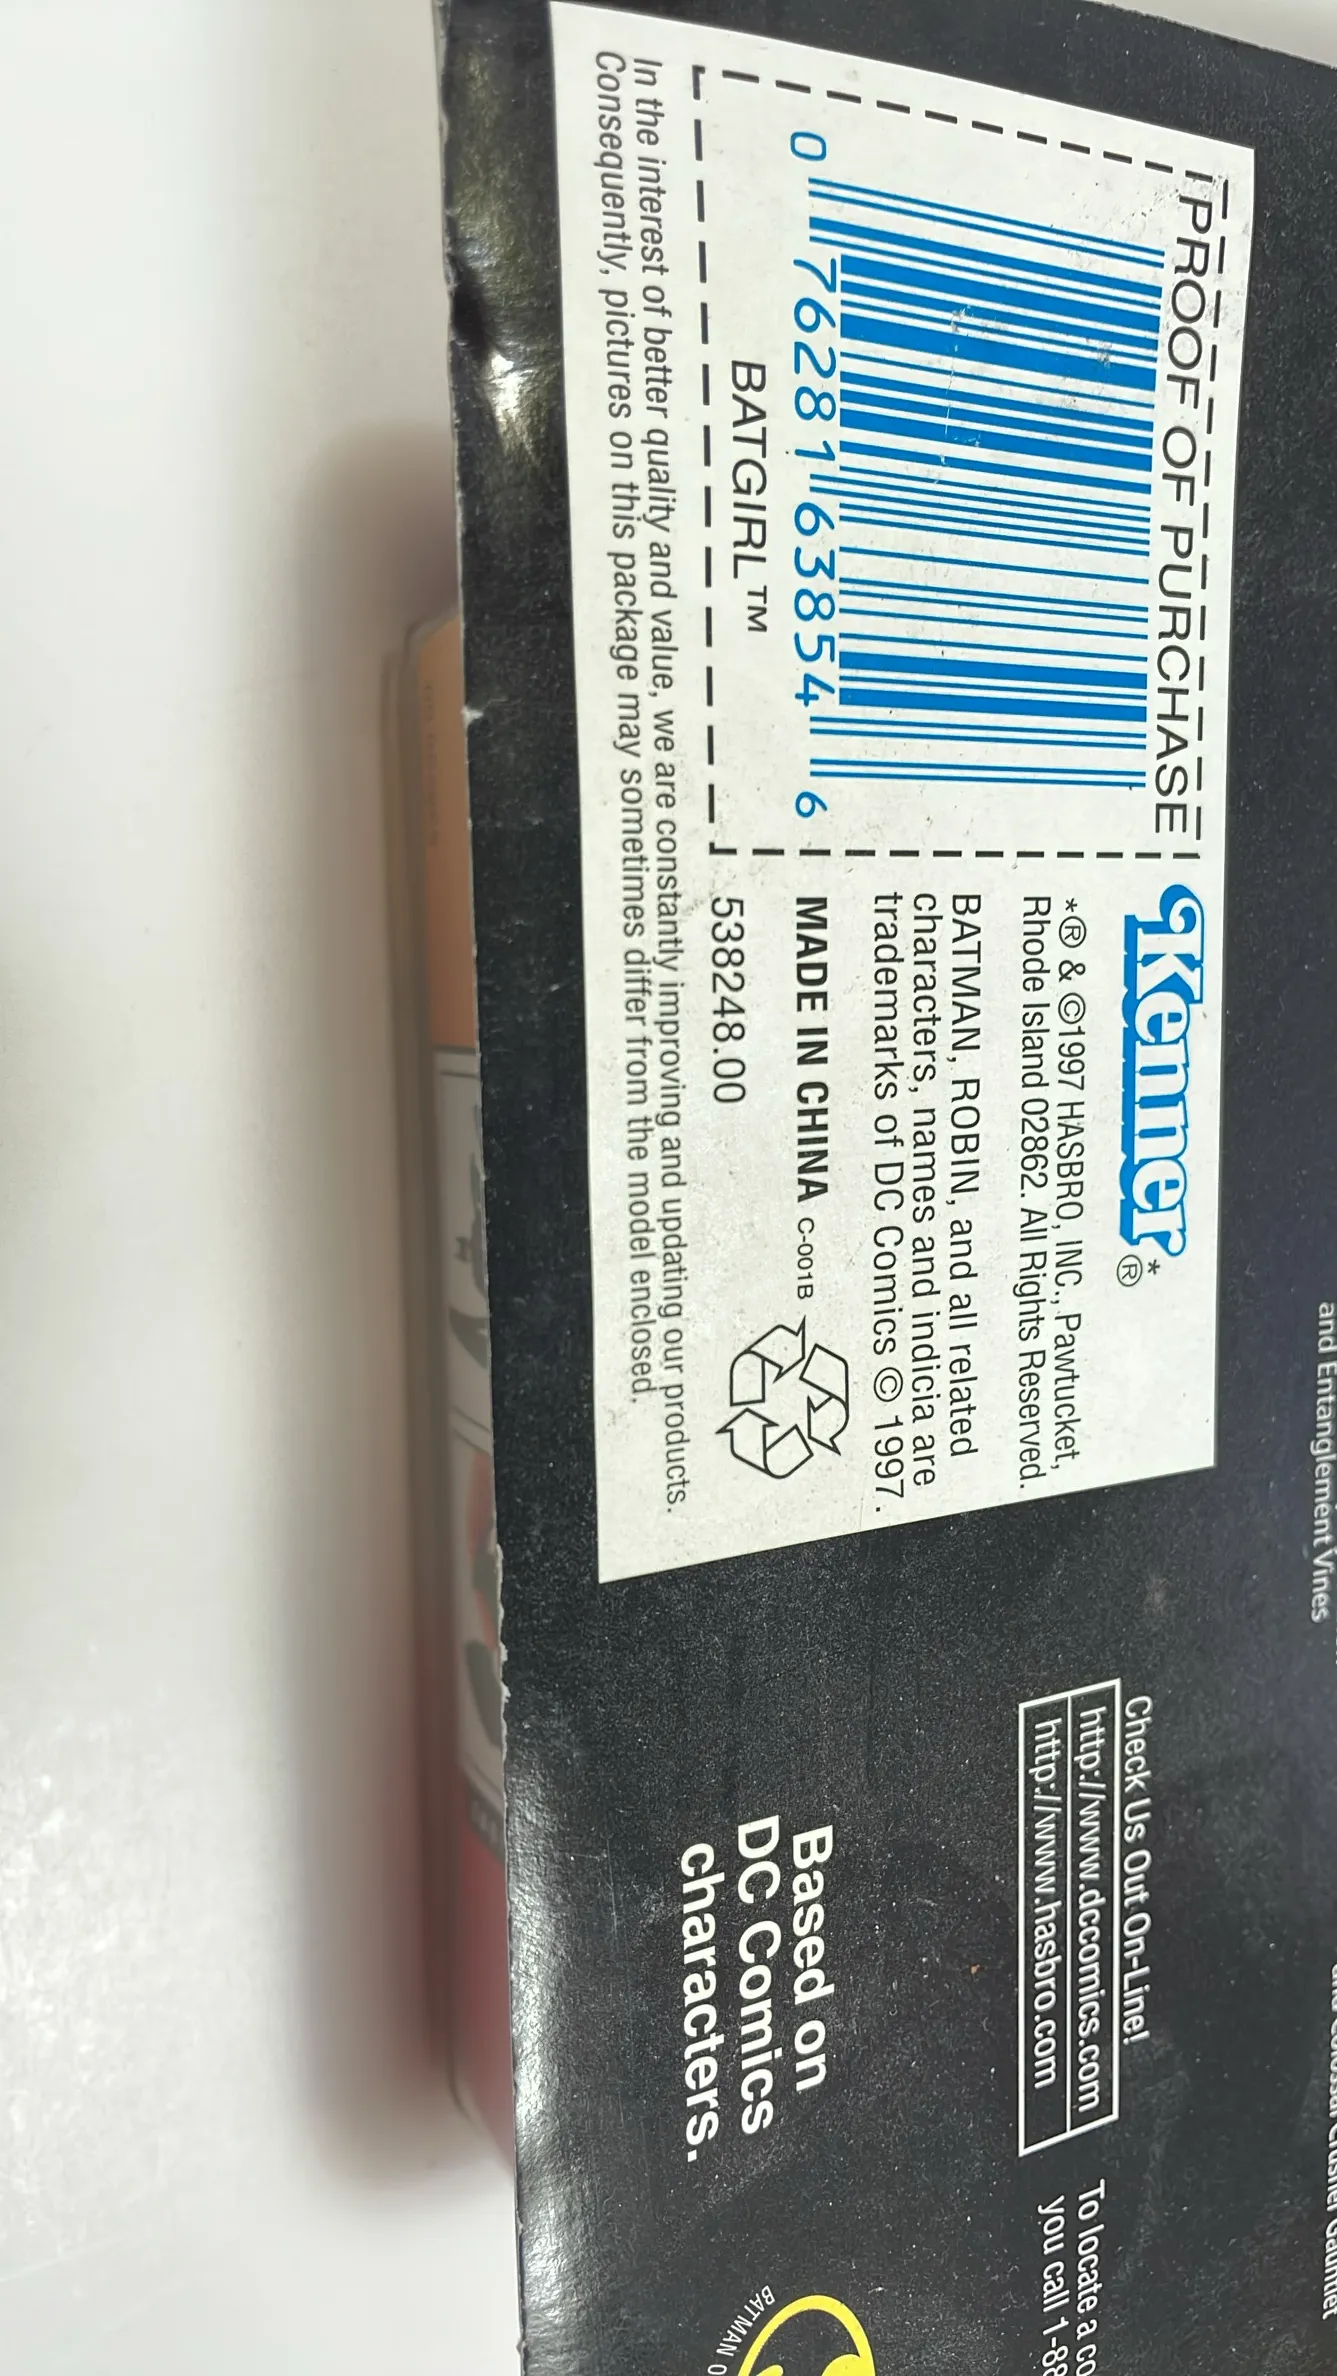 PROOF OF PURCHASE
0 76281 63854 6
BATGIRL™
Kenner*®
*® & ©1997 HASBRO, INC., Pawtucket,
Rhode Island 02862. All Rights Reserved.
BATMAN, ROBIN, and all related
characters, names and indicia are
trademarks of DC Comics © 1997.
MADE IN CHINA C-001B
538248.00
In the interest of better quality and value, we are constantly improving and updating our products.
Consequently, pictures on this package may sometimes differ from the model enclosed.
and Entanglement Vines
Check Us Out On-Line!
http://www.dccomics.com
http://www.hasbro.com
Based on
DC Comics
characters.
To locate a co
you call 1-88
BATMAN